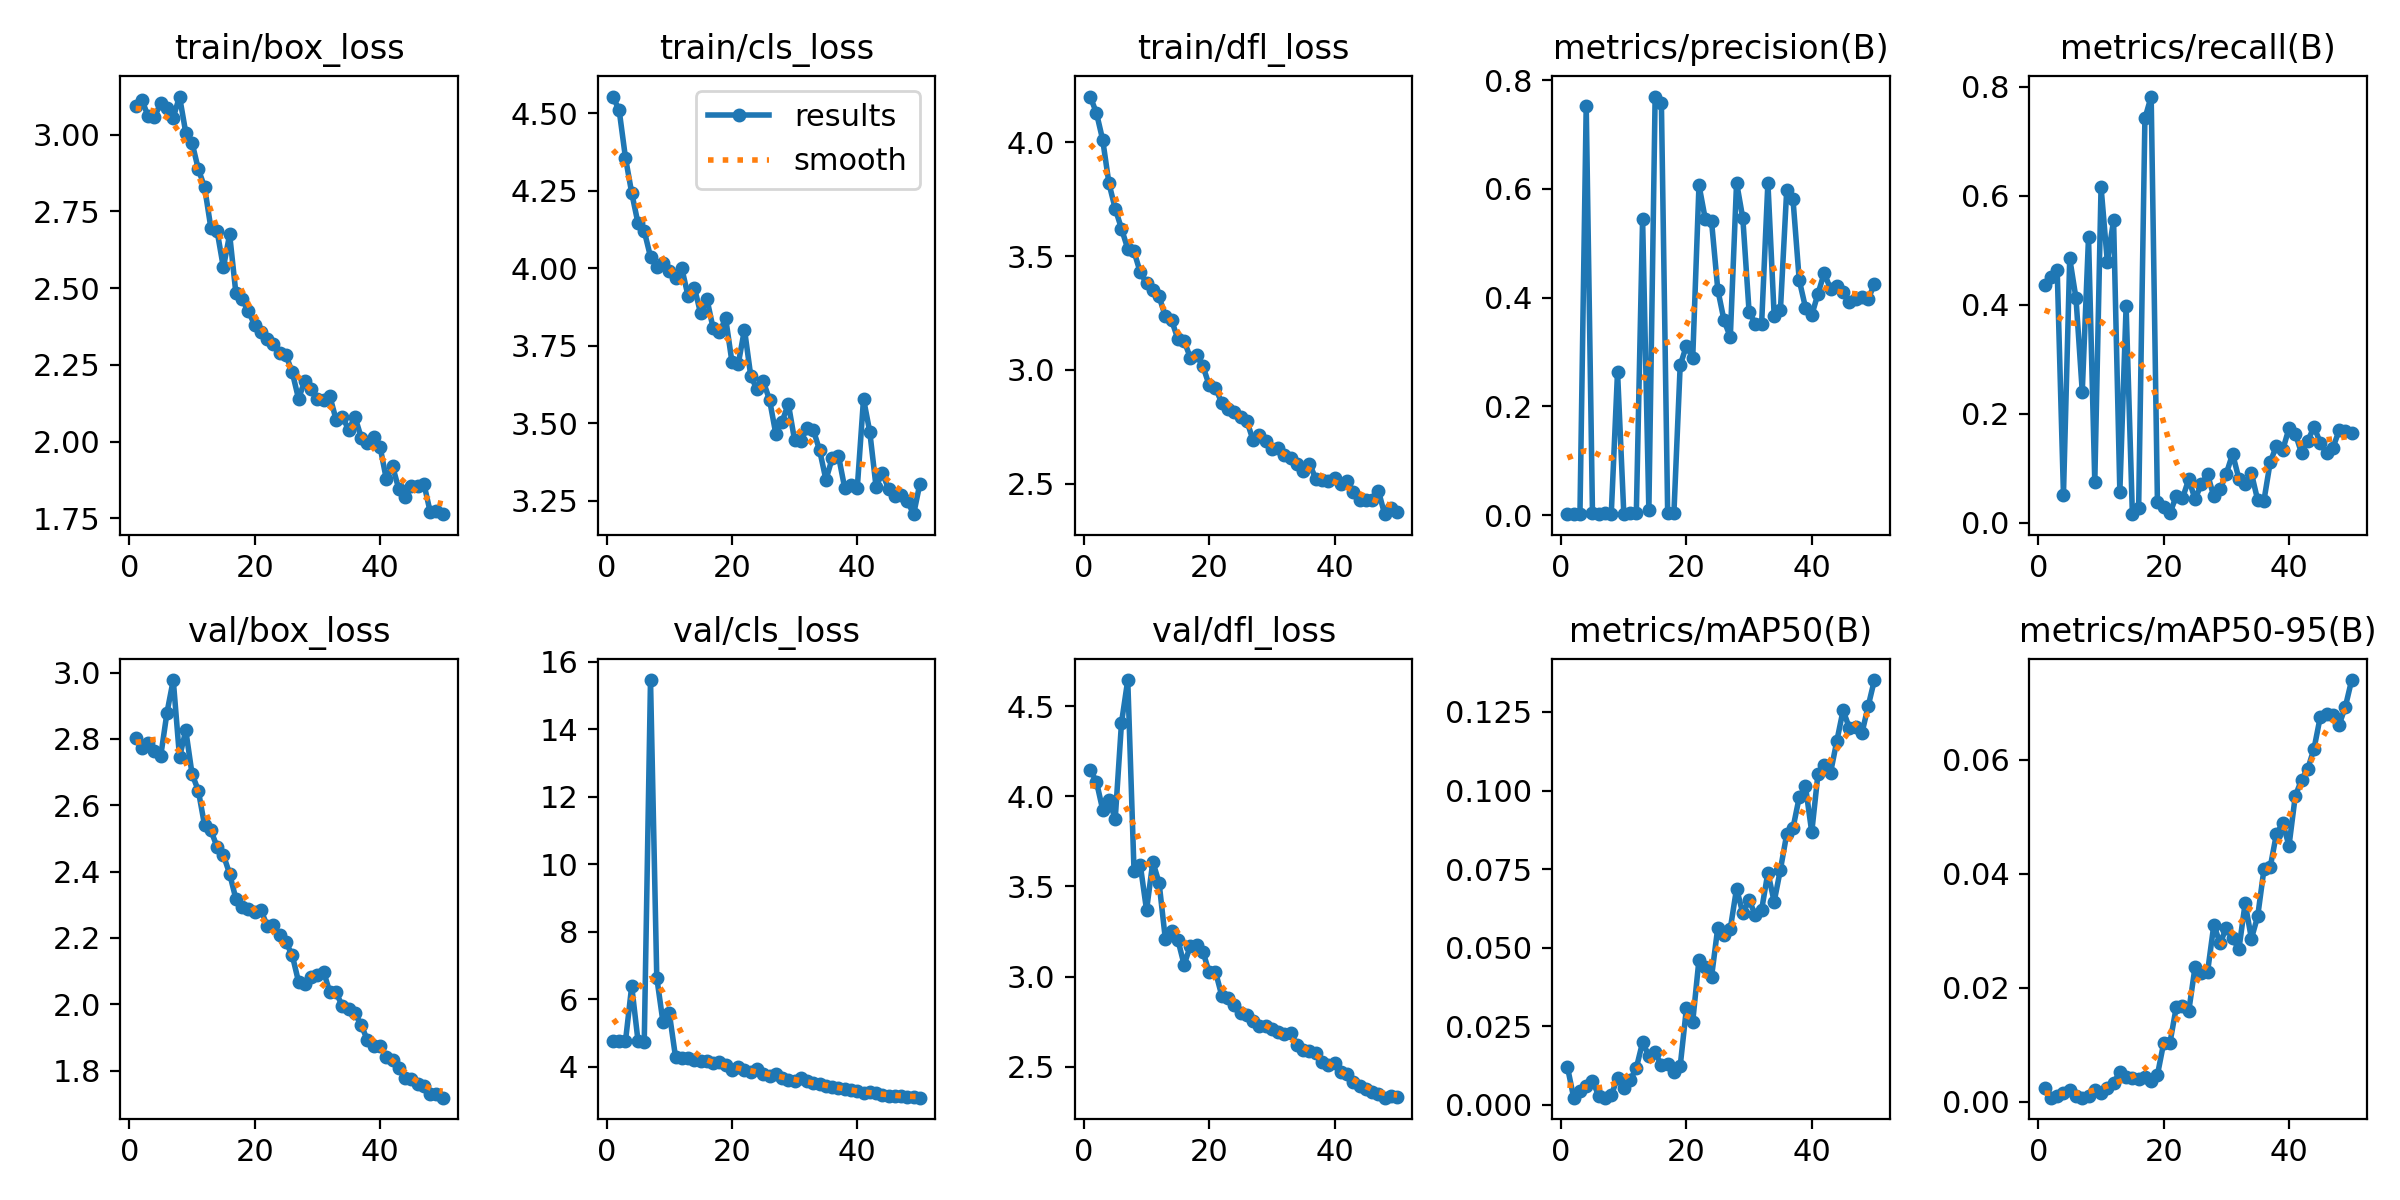 train/box_loss
3.00
2.75
2.50
2.25
2.00
1.75
0 20 40
train/cls_loss
results
smooth
4.50
4.25
4.00
3.75
3.50
3.25
0 20 40
train/dfl_loss
4.0
3.5
3.0
2.5
0 20 40
metrics/precision(B)
0.8
0.6
0.4
0.2
0.0
0 20 40
metrics/recall(B)
0.8
0.6
0.4
0.2
0.0
0 20 40
val/box_loss
3.0
2.8
2.6
2.4
2.2
2.0
1.8
0 20 40
val/cls_loss
16
14
12
10
8
6
4
0 20 40
val/dfl_loss
4.5
4.0
3.5
3.0
2.5
0 20 40
metrics/mAP50(B)
0.125
0.100
0.075
0.050
0.025
0.000
0 20 40
metrics/mAP50-95(B)
0.06
0.04
0.02
0.00
0 20 40